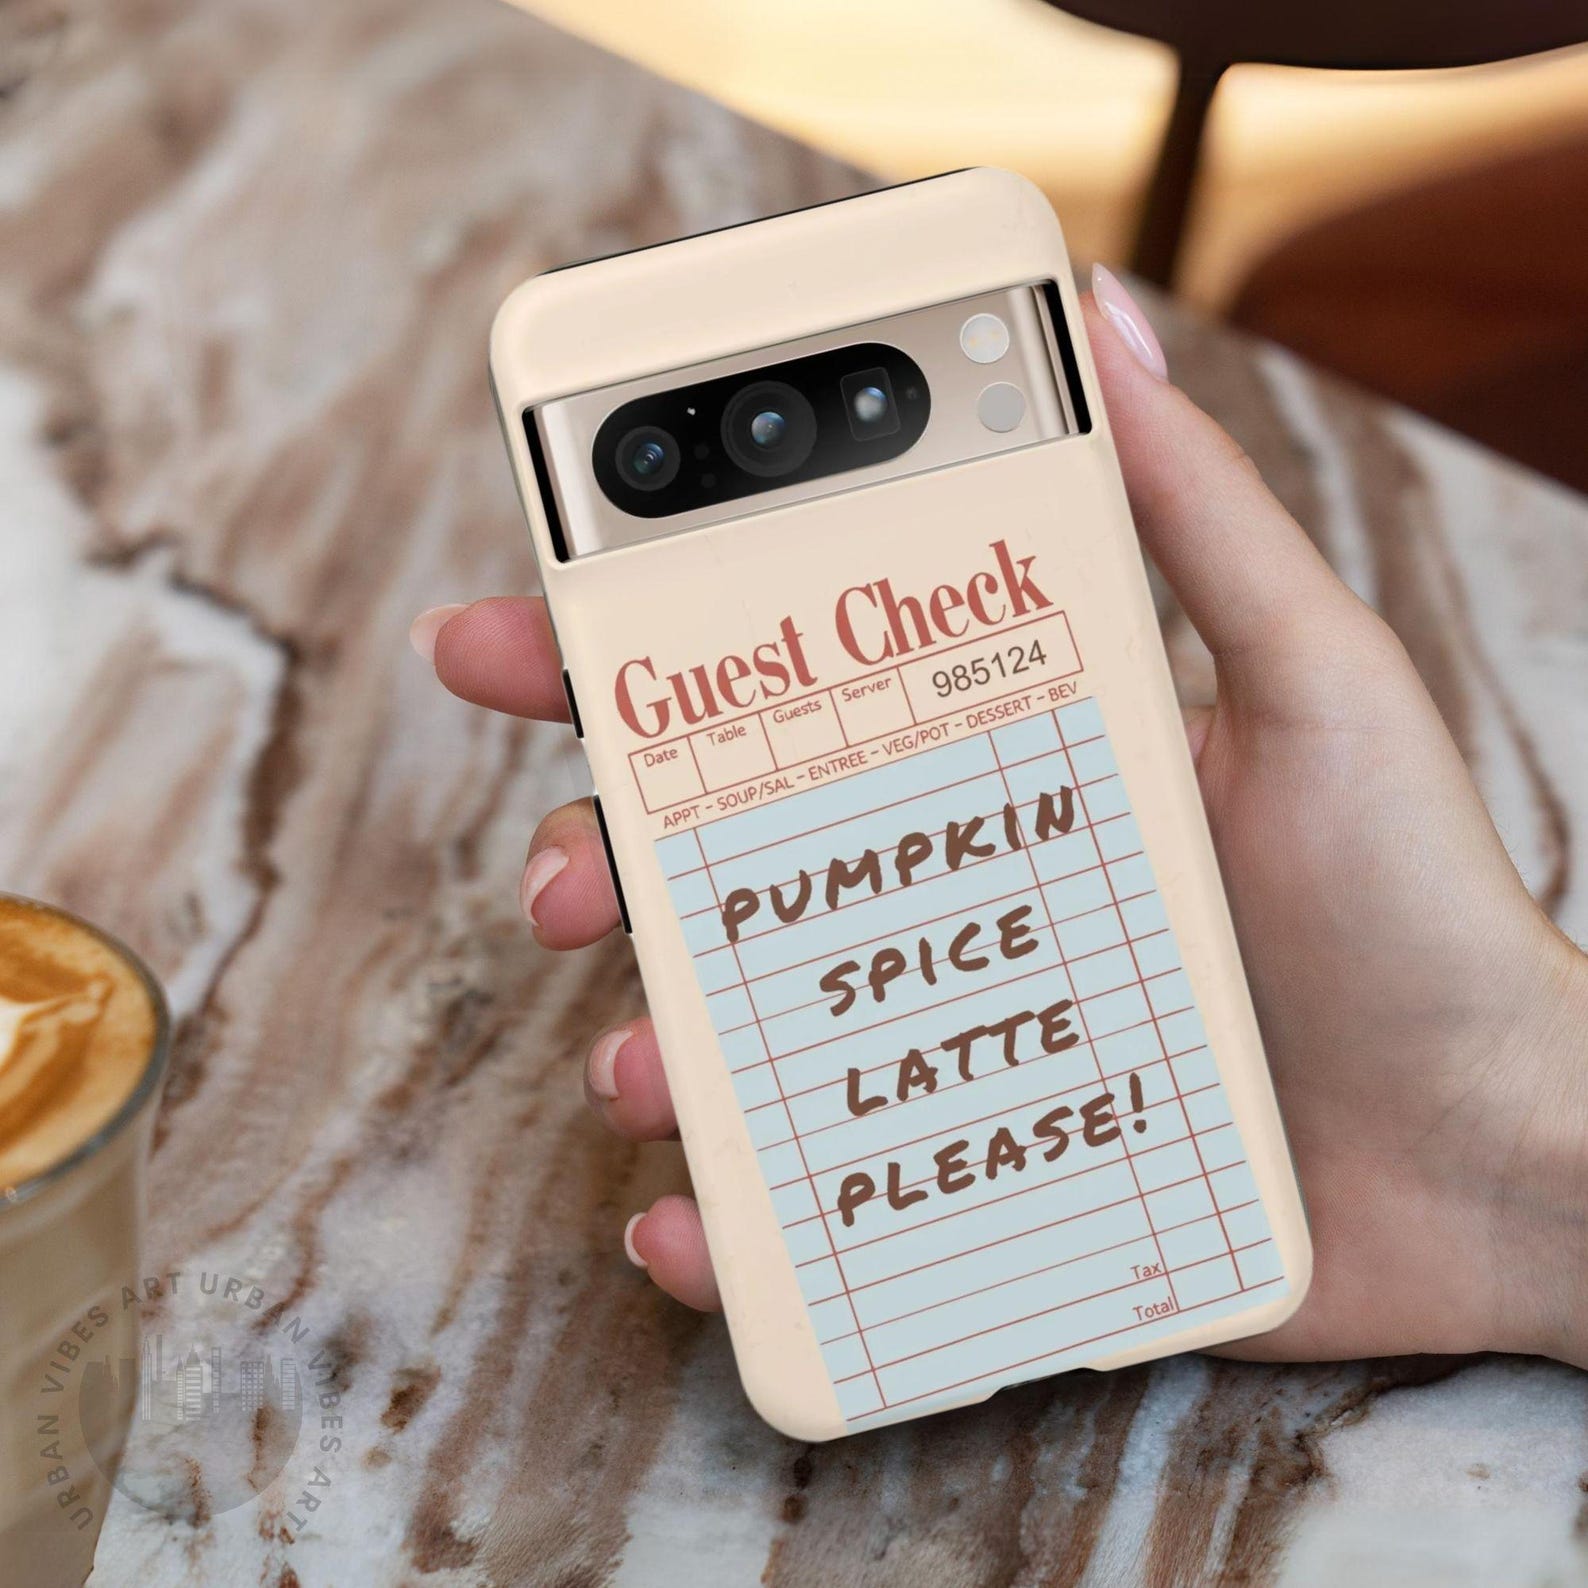 Guest Check
Date Table Guests Server 985124
APPT - SOUP/SAL - ENTREE - VEG/POT - DESSERT - BEV
PUMPKIN
SPICE
LATTE
PLEASE!
Tax
Total
URBAN VIBES ART URBAN VIBES ART